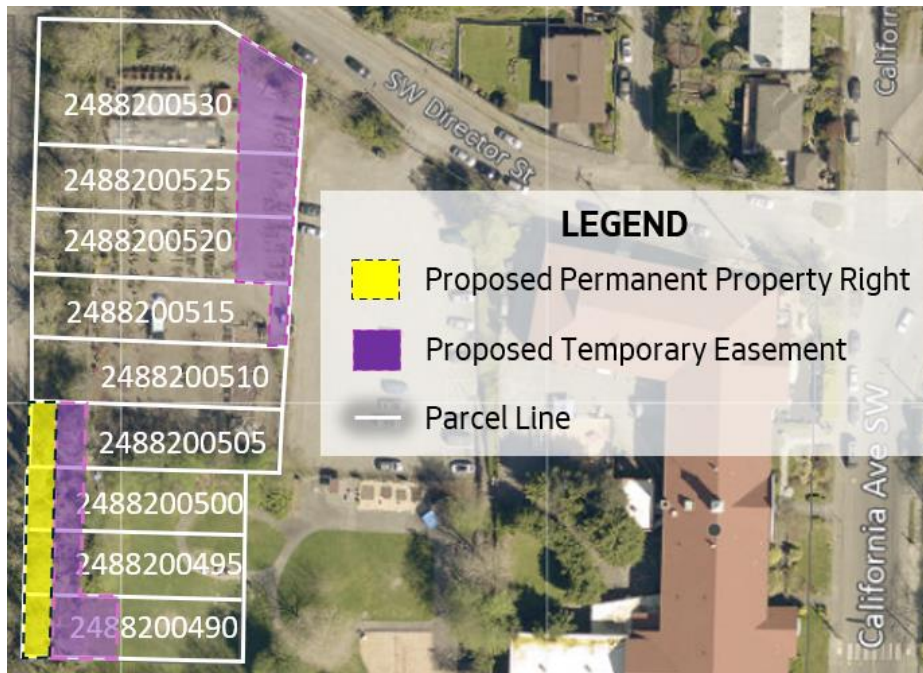 2488200530
2488200525
2488200520
2488200515
2488200510
2488200505
2488200500
2488200495
2488200490
SW Director St
Californ
LEGEND
Proposed Permanent Property Right
Proposed Temporary Easement
Parcel Line
California Ave SW